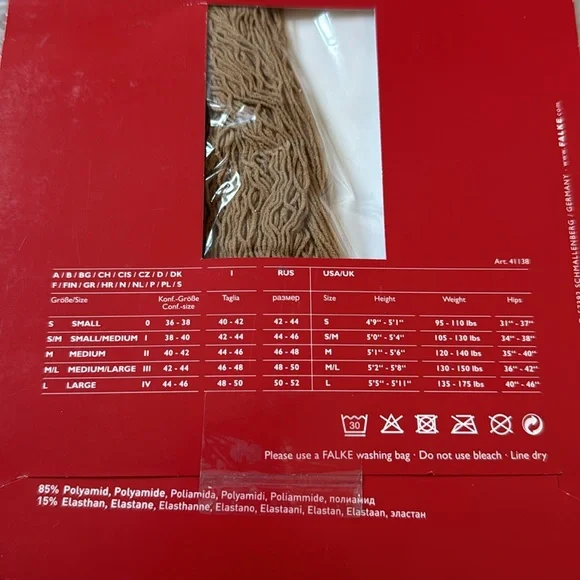 Art. 41138
A / B / BG / CH / CIS / CZ / D / DK I RUS USA/UK
F / FIN / GR / HR / N / NL / P / PL / S
Größe/Size Konf.-Größe Taglia размер Size Height Weight Hips
Conf.-size
S SMALL 0 36 - 38 40 - 42 42 - 44 S 4'9" - 5'1" 95 - 110 lbs 31" - 37"
S/M SMALL/MEDIUM I 38 - 40 42 - 44 44 - 46 S/M 5'0" - 5'4" 105 - 130 lbs 34" - 38"
M MEDIUM II 40 - 42 44 - 46 46 - 48 M 5'1" - 5'6" 120 - 140 lbs 35" - 40"
M/L MEDIUM/LARGE III 42 - 44 46 - 48 48 - 50 M/L 5'2" - 5'8" 130 - 150 lbs 36" - 42"
L LARGE IV 44 - 46 48 - 50 50 - 52 L 5'5" - 5'11" 135 - 175 lbs 40" - 46"
30
Please use a FALKE washing bag · Do not use bleach · Line dry
85% Polyamid, Polyamide, Poliamida, Polyamidi, Poliammide, полиамид
15% Elasthan, Elastane, Elasthanne, Elastano, Elastaani, Elastan, Elastaan, эластан
SCHMALLENBERG / GERMANY · www.FALKE.com